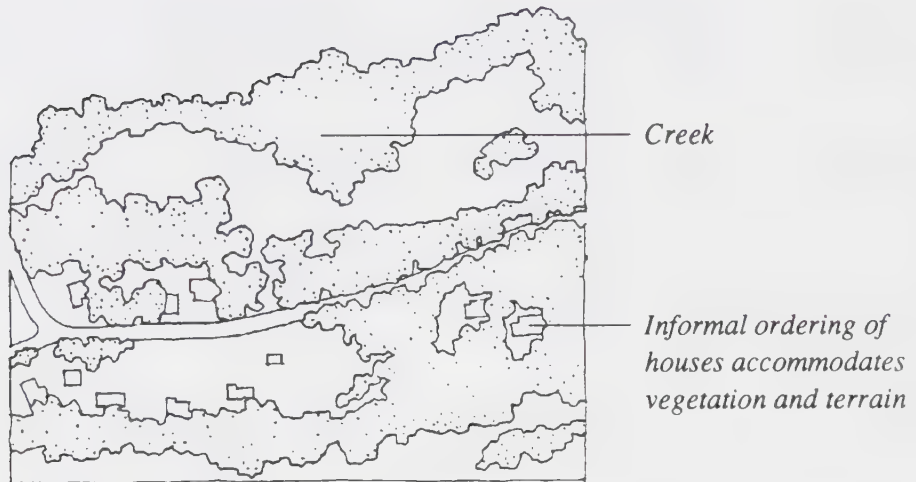 Creek
Informal ordering of
houses accommodates
vegetation and terrain